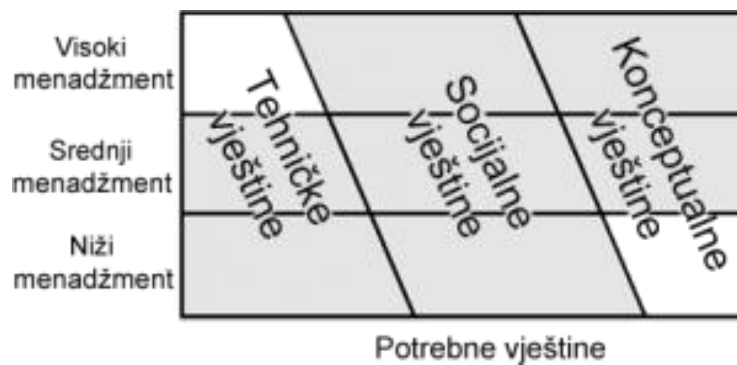 Visoki
menadžment
Srednji
menadžment
Niži
menadžment
Tehničke
vještine
Socijalne
vještine
Konceptualne
vještine
Potrebne vještine